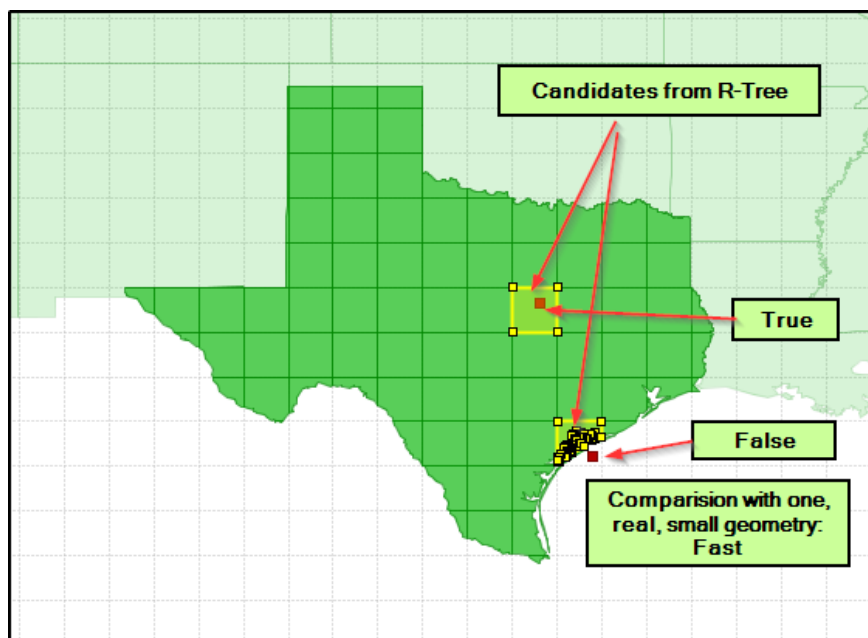 Candidates from R-Tree
True
False
Comparision with one,
real, small geometry:
Fast